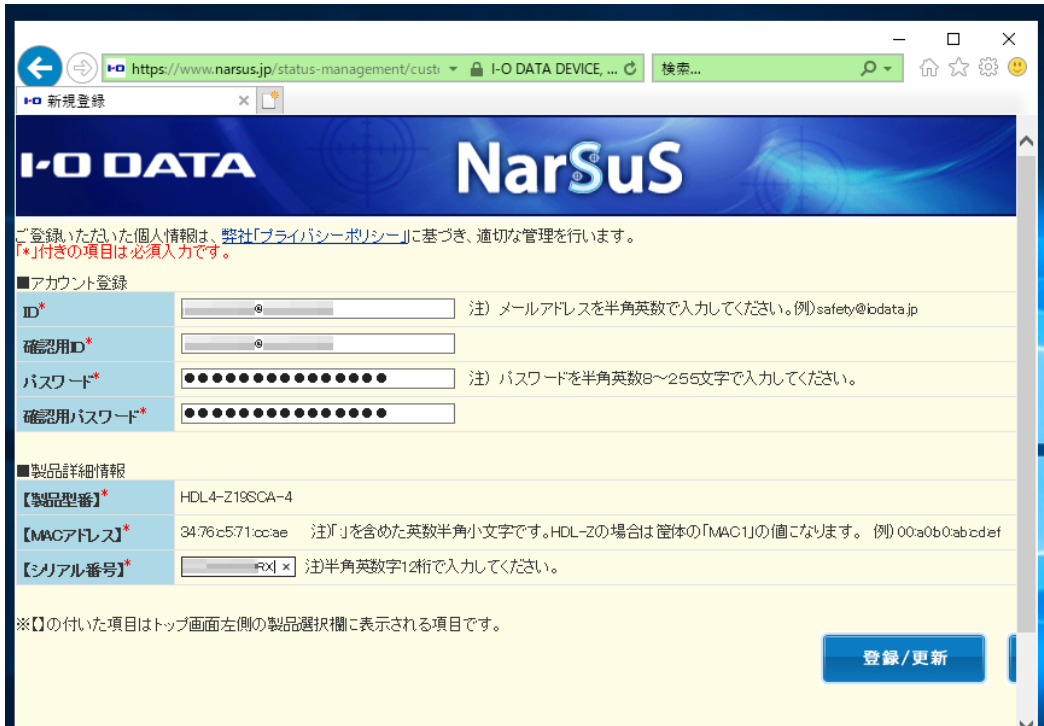 https://www.narsus.jp/status-management/cust
I-O DATA DEVICE, ...
検索...
新規登録
I-O DATA
NarSuS
ご登録いただいた個人情報は、弊社「プライバシーポリシー」に基づき、適切な管理を行います。
「*」付きの項目は必須入力です。
■アカウント登録
ID*
@
注) メールアドレスを半角英数で入力してください。例)safety@iodata.jp
確認用ID*
@
パスワード*
●●●●●●●●●●●●●●●
注) パスワードを半角英数8～255文字で入力してください。
確認用パスワード*
●●●●●●●●●●●●●●●
■製品詳細情報
【製品型番】*
HDL4-Z19SCA-4
【MACアドレス】*
34:76:c5:71:cc:ae
注)「:」を含めた英数半角小文字です。HDL-Zの場合は筐体の「MAC1」の値になります。 例) 00:a0:b0:ab:cd:ef
【シリアル番号】*
RX
注)半角英数字12桁で入力してください。
※【】の付いた項目はトップ画面左側の製品選択欄に表示される項目です。
登録/更新